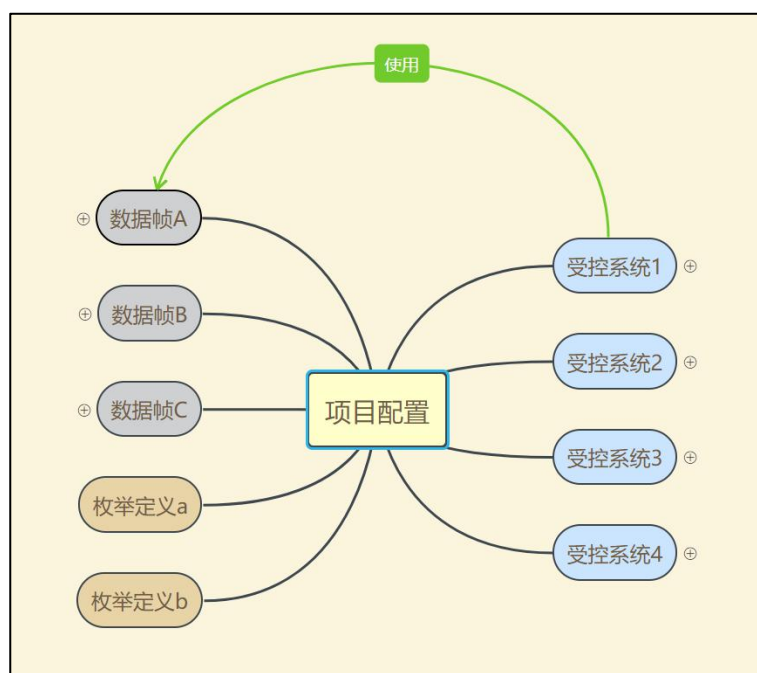 使用
数据帧A
数据帧B
数据帧C
枚举定义a
枚举定义b
项目配置
受控系统1
受控系统2
受控系统3
受控系统4